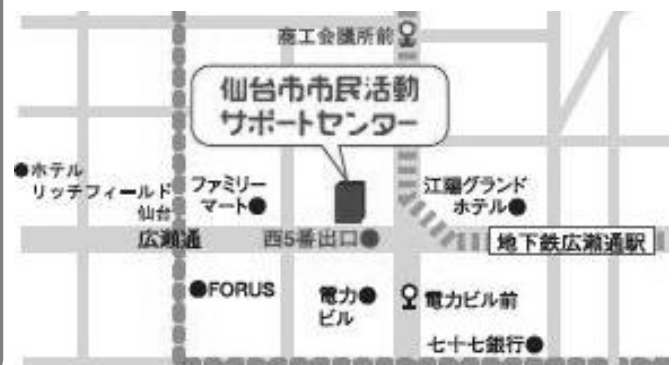 商工会議所前
仙台市市民活動
サポートセンター
●ホテル
リッチフィールド
仙台
ファミリー
マート●
江陽グランド
ホテル●
広瀬通
西5番出口●
地下鉄広瀬通駅
●FORUS
電力●
ビル
電力ビル前
七十七銀行●